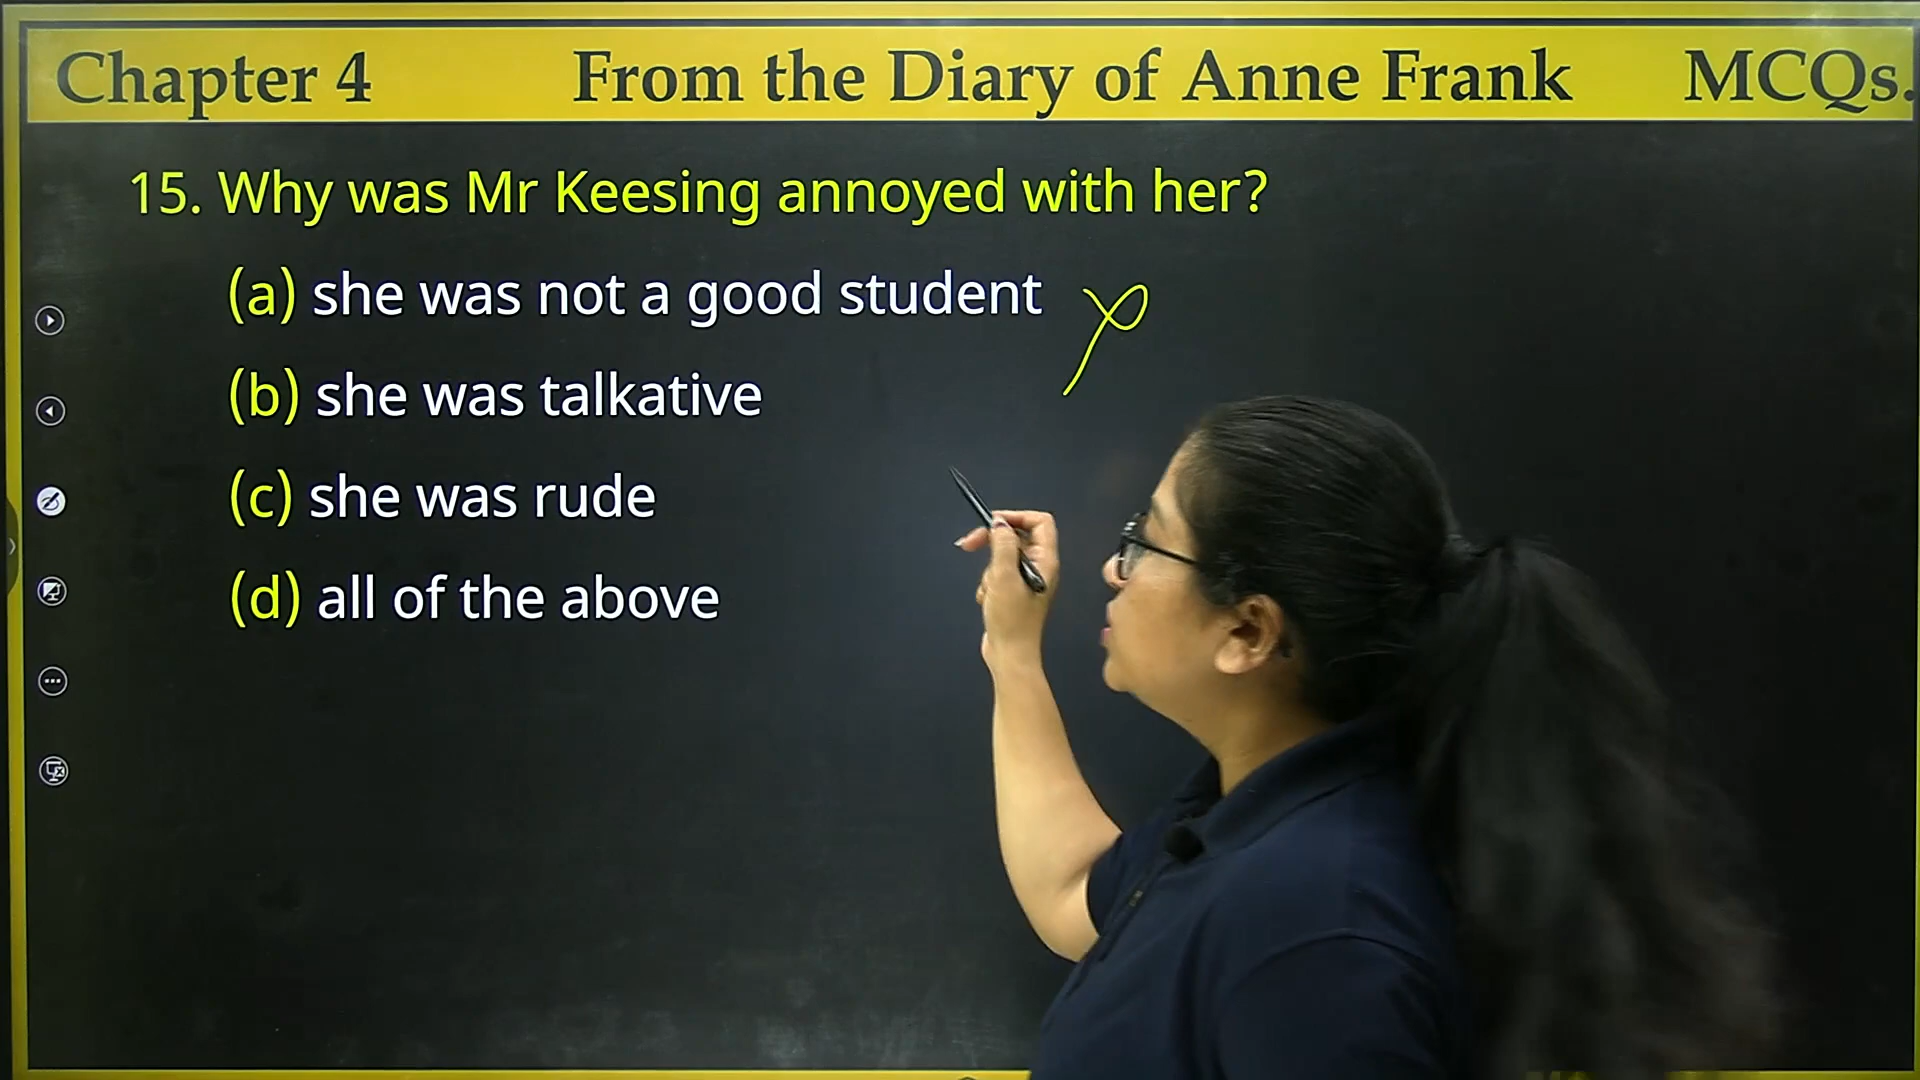 Chapter 4 From the Diary of Anne Frank MCQs.
15. Why was Mr Keesing annoyed with her?
(a) she was not a good student
(b) she was talkative
(c) she was rude
(d) all of the above